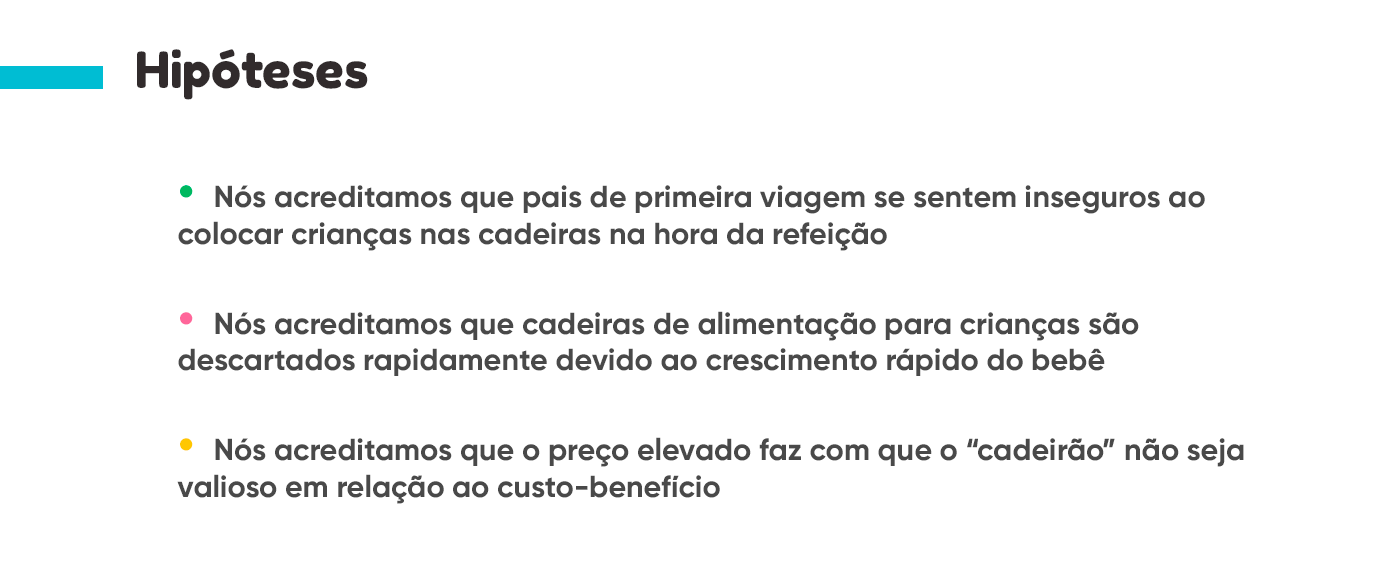 Hipóteses
• Nós acreditamos que pais de primeira viagem se sentem inseguros ao
colocar crianças nas cadeiras na hora da refeição
• Nós acreditamos que cadeiras de alimentação para crianças são
descartados rapidamente devido ao crescimento rápido do bebê
• Nós acreditamos que o preço elevado faz com que o “cadeirão” não seja
valioso em relação ao custo-benefício